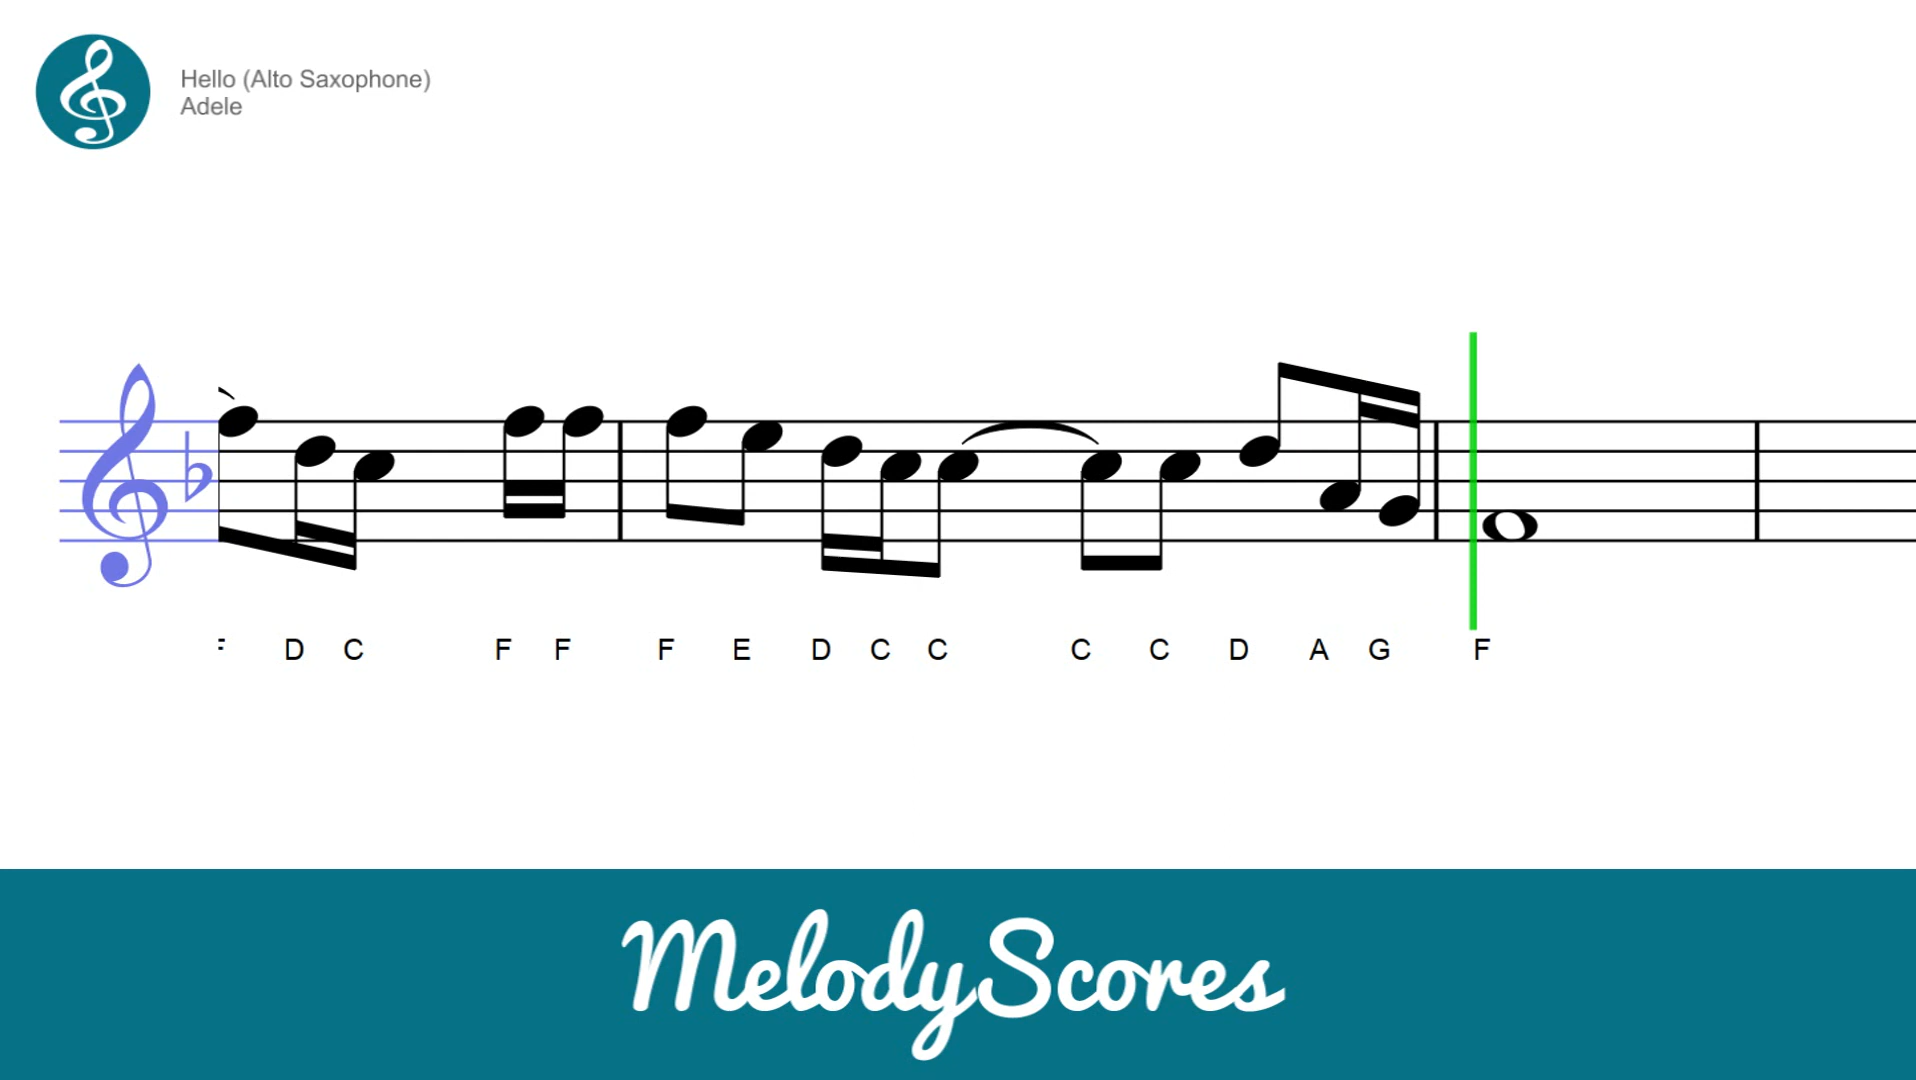 Hello (Alto Saxophone)
Adele
D C F F F E D C C C C D A G F
MelodyScores